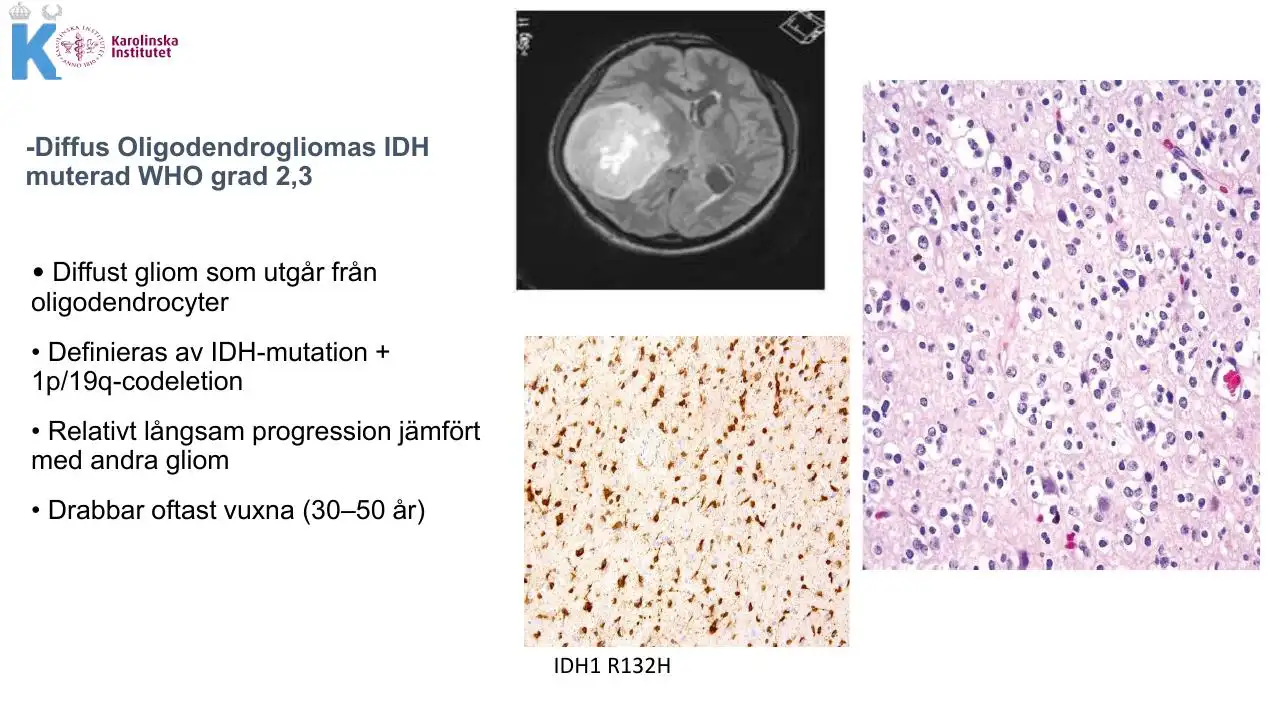 K
Karolinska
Institutet
-Diffus Oligodendrogliomas IDH
muterad WHO grad 2,3
• Diffust gliom som utgår från
oligodendrocyter
• Definieras av IDH-mutation +
1p/19q-codeletion
• Relativt långsam progression jämfört
med andra gliom
• Drabbar oftast vuxna (30–50 år)
IDH1 R132H